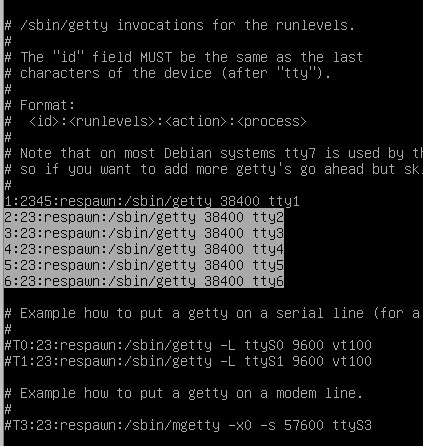 # /sbin/getty invocations for the runlevels.
#
# The "id" field MUST be the same as the last
# characters of the device (after "tty").
#
# Format:
#  <id>:<runlevels>:<action>:<process>
#
# Note that on most Debian systems tty7 is used by
# so if you want to add more getty's go ahead but
#
1:2345:respawn:/sbin/getty 38400 tty1
2:23:respawn:/sbin/getty 38400 tty2
3:23:respawn:/sbin/getty 38400 tty3
4:23:respawn:/sbin/getty 38400 tty4
5:23:respawn:/sbin/getty 38400 tty5
6:23:respawn:/sbin/getty 38400 tty6
# Example how to put a getty on a serial line (for a
#
#T0:23:respawn:/sbin/getty -L ttyS0 9600 vt100
#T1:23:respawn:/sbin/getty -L ttyS1 9600 vt100
# Example how to put a getty on a modem line.
#
#T3:23:respawn:/sbin/mgetty -x0 -s 57600 ttyS3